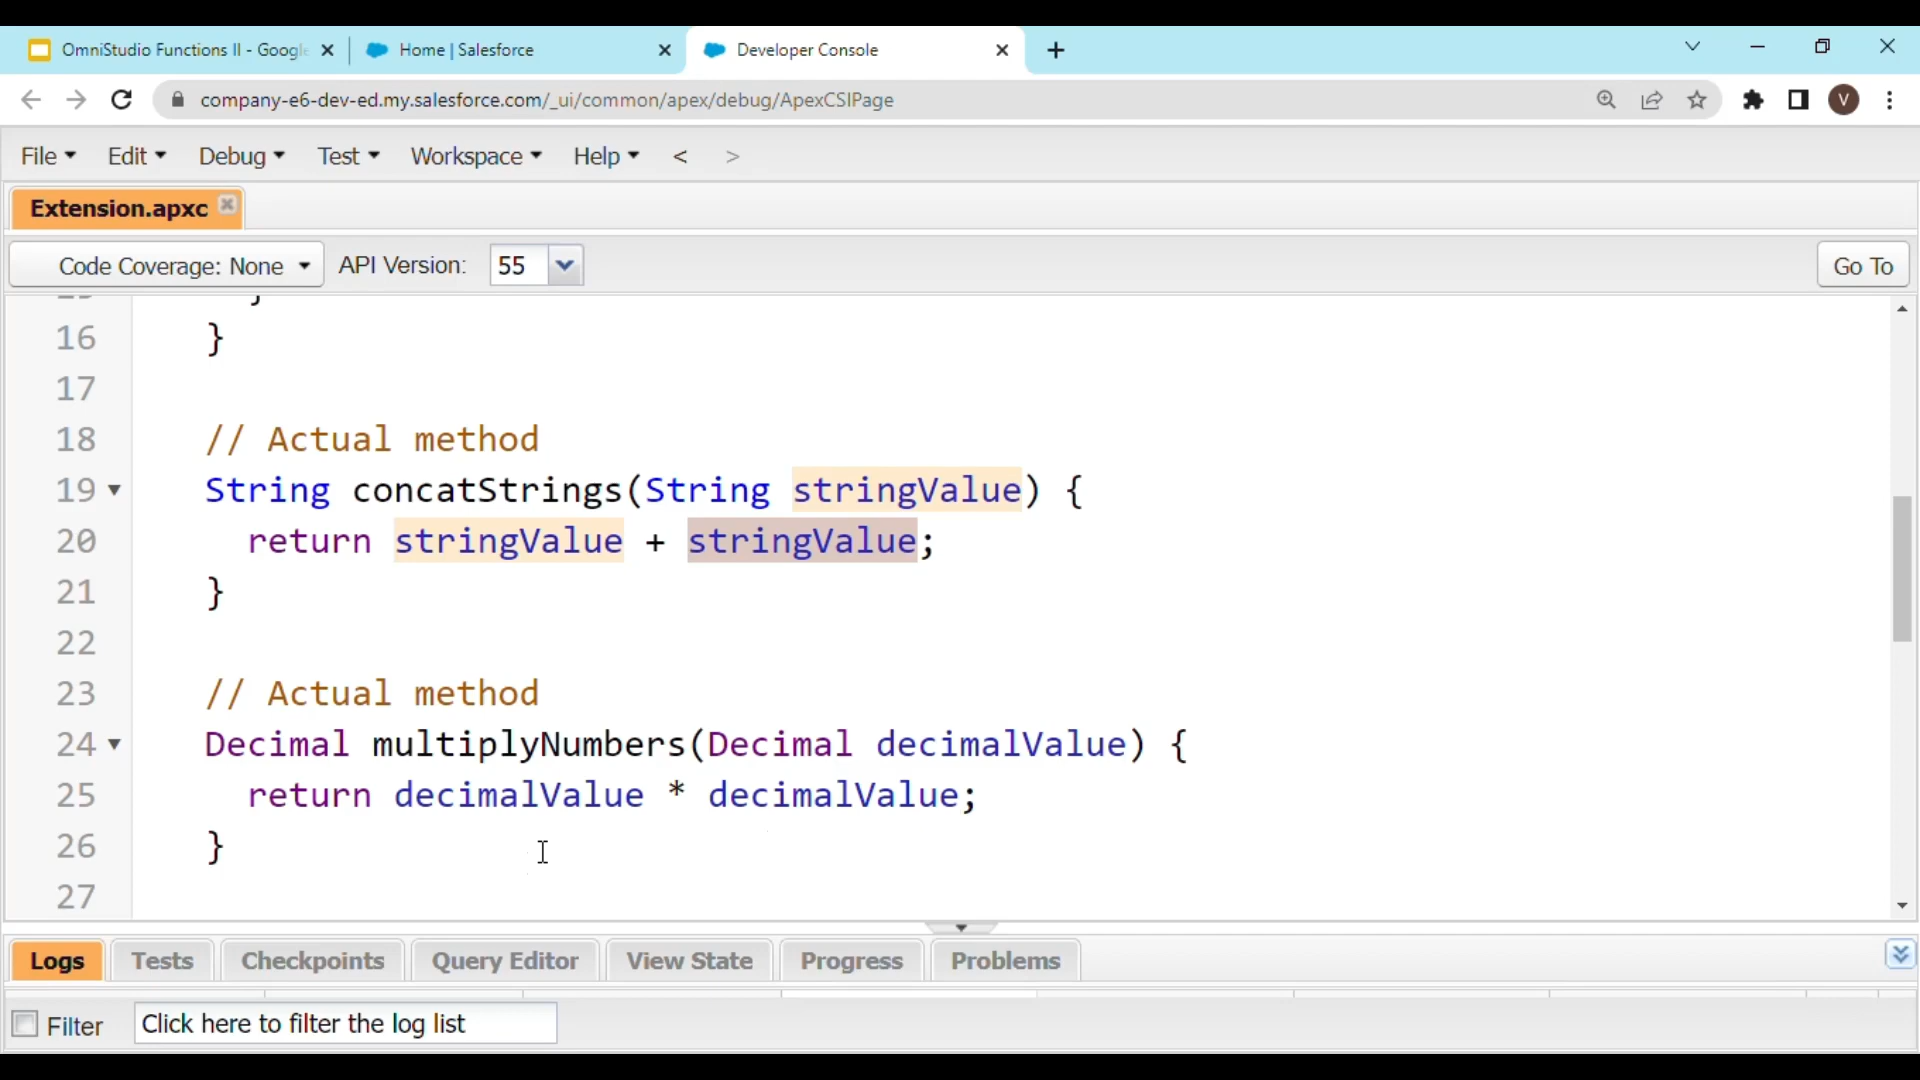 OmniStudio Functions II - Google
Home | Salesforce
Developer Console
company-e6-dev-ed.my.salesforce.com/_ui/common/apex/debug/ApexCSIPage
V
File Edit Debug Test Workspace Help < >
Extension.apxc
Code Coverage: None API Version: 55 Go To
}
16 }
17
18 // Actual method
19 String concatStrings(String stringValue) {
20 return stringValue + stringValue;
21 }
22
23 // Actual method
24 Decimal multiplyNumbers(Decimal decimalValue) {
25 return decimalValue * decimalValue;
26 }
27
Logs Tests Checkpoints Query Editor View State Progress Problems
Filter Click here to filter the log list